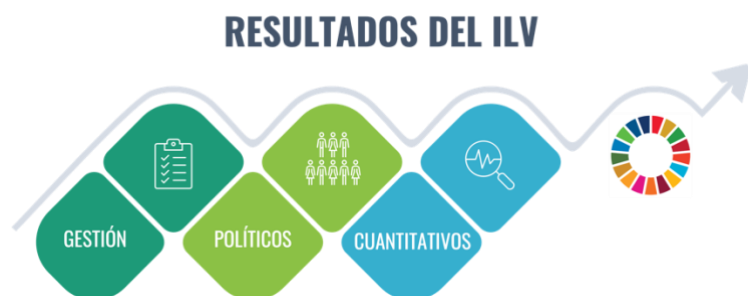 RESULTADOS DEL ILV
GESTIÓN
POLÍTICOS
CUANTITATIVOS